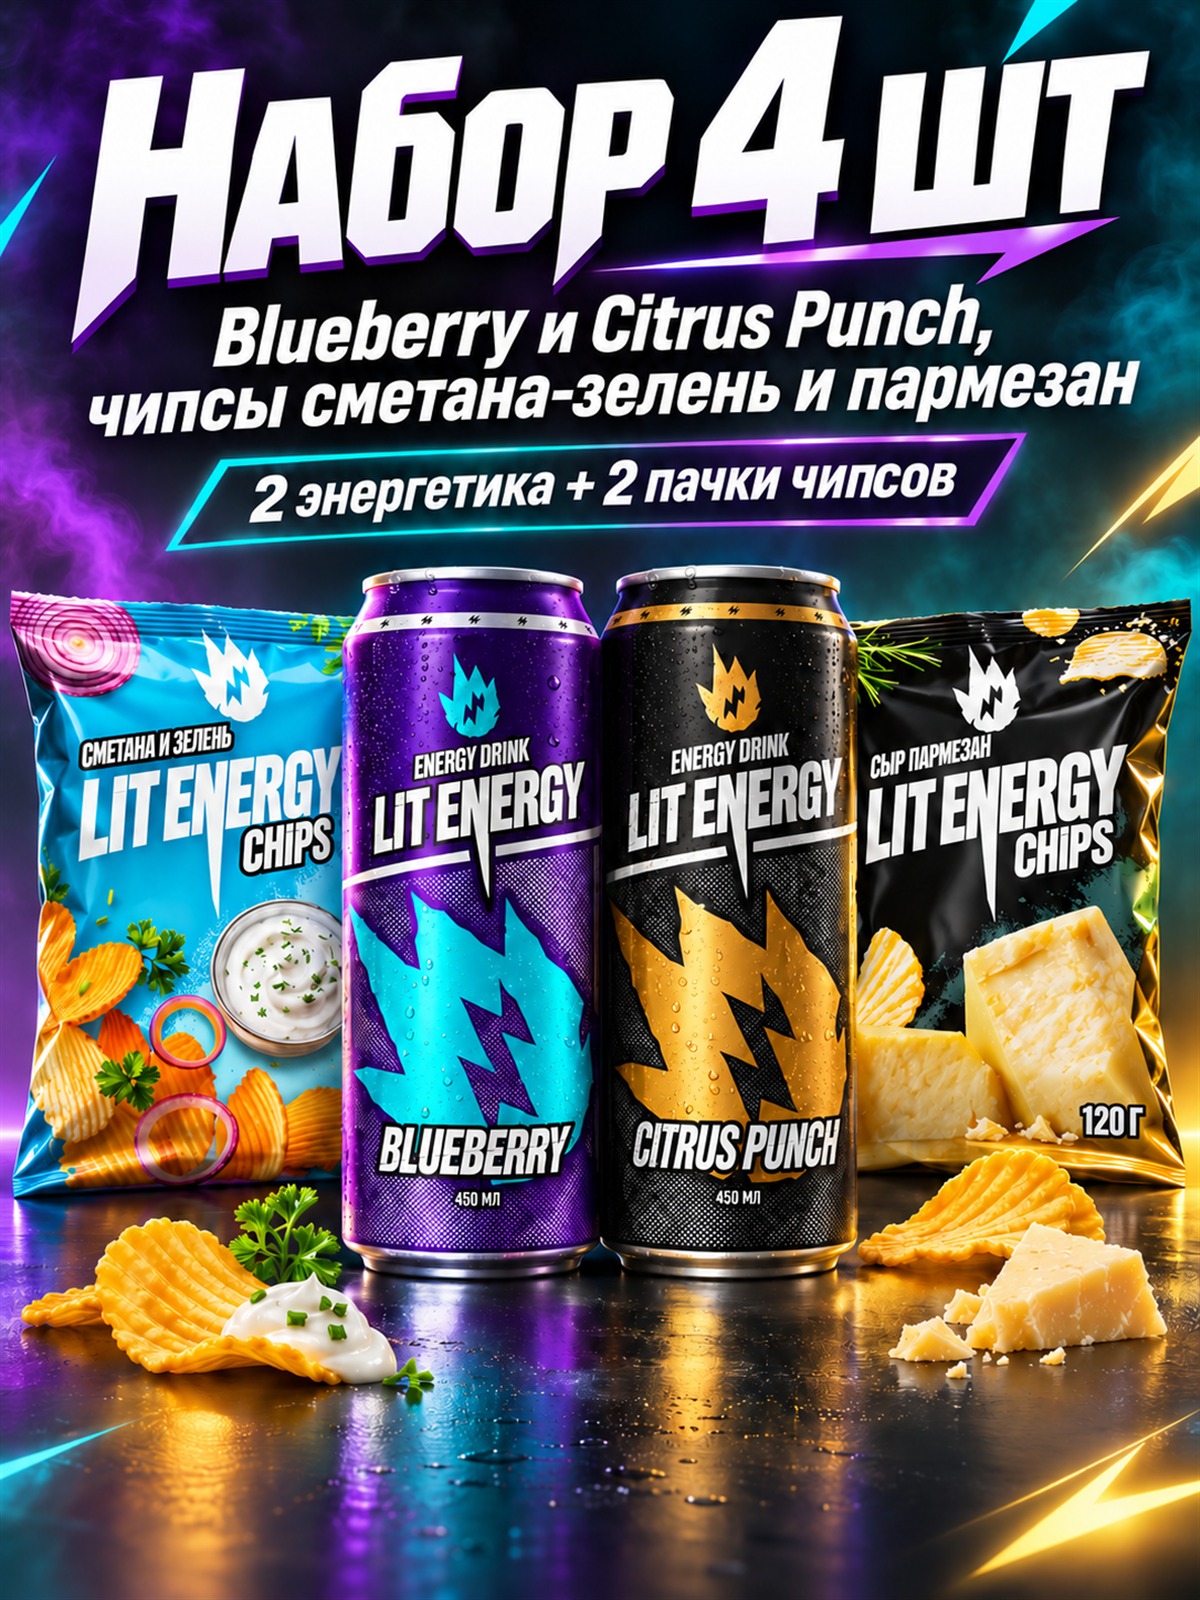 Набор 4 шт
Blueberry и Citrus Punch,
чипсы сметана-зелень и пармезан
2 энергетика + 2 пачки чипсов
СМЕТАНА И ЗЕЛЕНЬ
LIT ENERGY
CHIPS
ENERGY DRINK
LIT ENERGY
BLUEBERRY
450 МЛ
ENERGY DRINK
LIT ENERGY
CITRUS PUNCH
450 МЛ
СЫР ПАРМЕЗАН
LIT ENERGY
CHIPS
120 Г